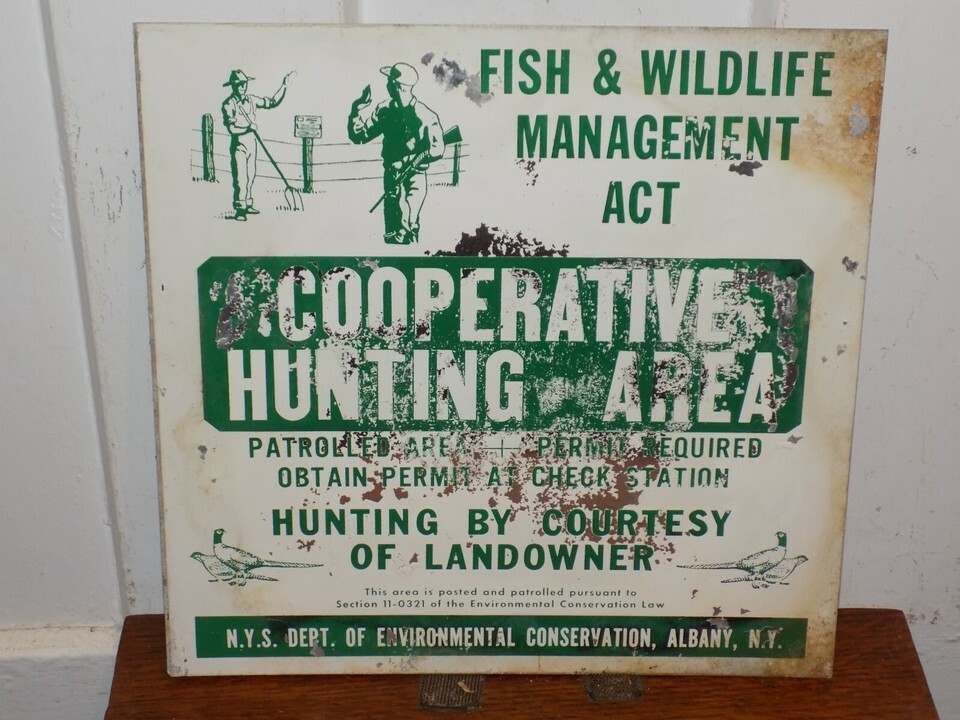 FISH & WILDLIFE
MANAGEMENT
ACT
COOPERATIVE
HUNTING AREA
PATROLLED AREA — PERMIT REQUIRED
OBTAIN PERMIT AT CHECK STATION
HUNTING BY COURTESY
OF LANDOWNER
This area is posted and patrolled pursuant to
Section 11-0321 of the Environmental Conservation Law
N.Y.S. DEPT. OF ENVIRONMENTAL CONSERVATION, ALBANY, N.Y.